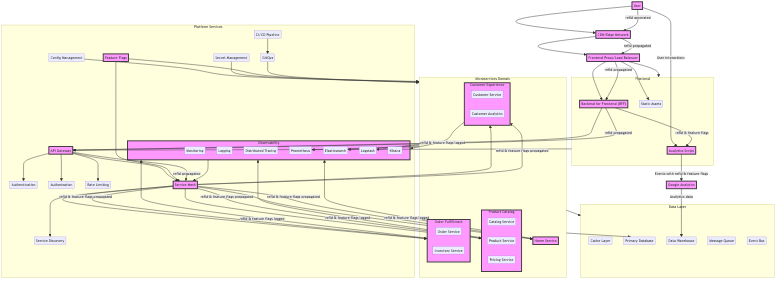 User
refid generated
CDN Edge Network
refid propagated
Frontend Proxy/Load Balancer
User Interactions
refid propagated
Platform Services
CI/CD Pipeline
Config Management
Feature Flags
Secret Management
GitOps
Microservices Domain
Customer Experience
Customer Service
Customer Analytics
Frontend
Backend for Frontend (BFF)
Static Assets
refid propagated
refid & feature flags
Analytics Events
Observability
Monitoring
Logging
Distributed Tracing
Prometheus
Elasticsearch
Logstash
Kibana
refid & feature flags logged
refid & feature flags propagated
API Gateway
refid propagated
Events with refid & feature flags
Authentication
Authorization
Rate Limiting
Service Mesh
Google Analytics
refid & feature flags propagated
refid & feature flags propagated
Analytics data
refid & feature flags logged
refid & feature flags logged
refid & feature flags logged
Data Layer
Order Fulfillment
Order Service
Inventory Service
Product Catalog
Catalog Service
Product Service
Pricing Service
Service Discovery
Cache Layer
Primary Database
Data Warehouse
Message Queue
Event Bus